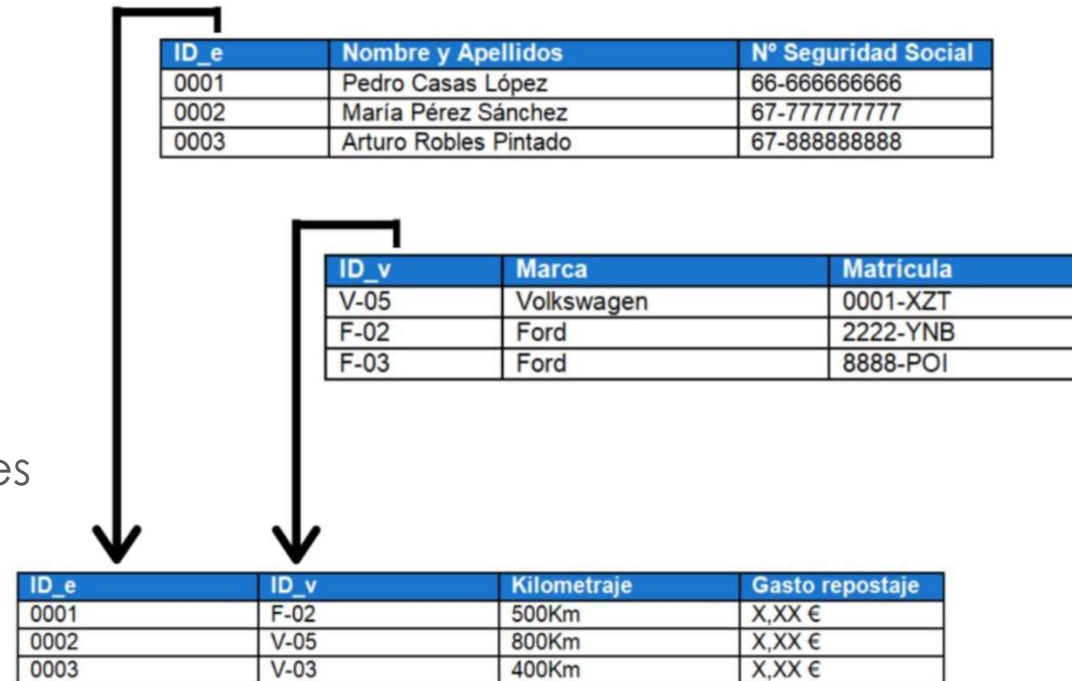 ID_e Nombre y Apellidos Nº Seguridad Social
0001 Pedro Casas López 66-666666666
0002 María Pérez Sánchez 67-777777777
0003 Arturo Robles Pintado 67-888888888
ID_v Marca Matrícula
V-05 Volkswagen 0001-XZT
F-02 Ford 2222-YNB
F-03 Ford 8888-POI
es
ID_e ID_v Kilometraje Gasto repostaje
0001 F-02 500Km X,XX €
0002 V-05 800Km X,XX €
0003 V-03 400Km X,XX €